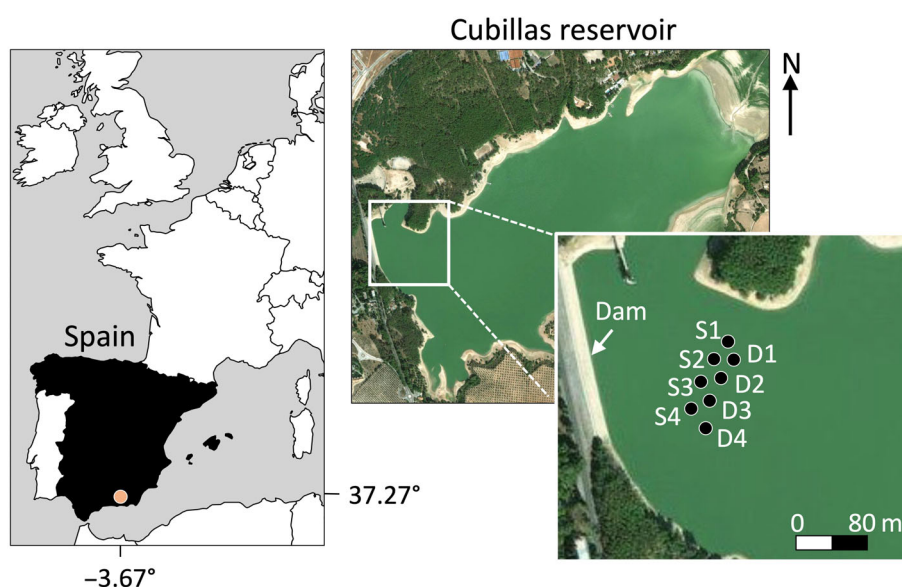 Cubillas reservoir
N
Spain
37.27°
−3.67°
Dam
S1
D1
S2
D2
S3
D3
S4
D4
0 80 m